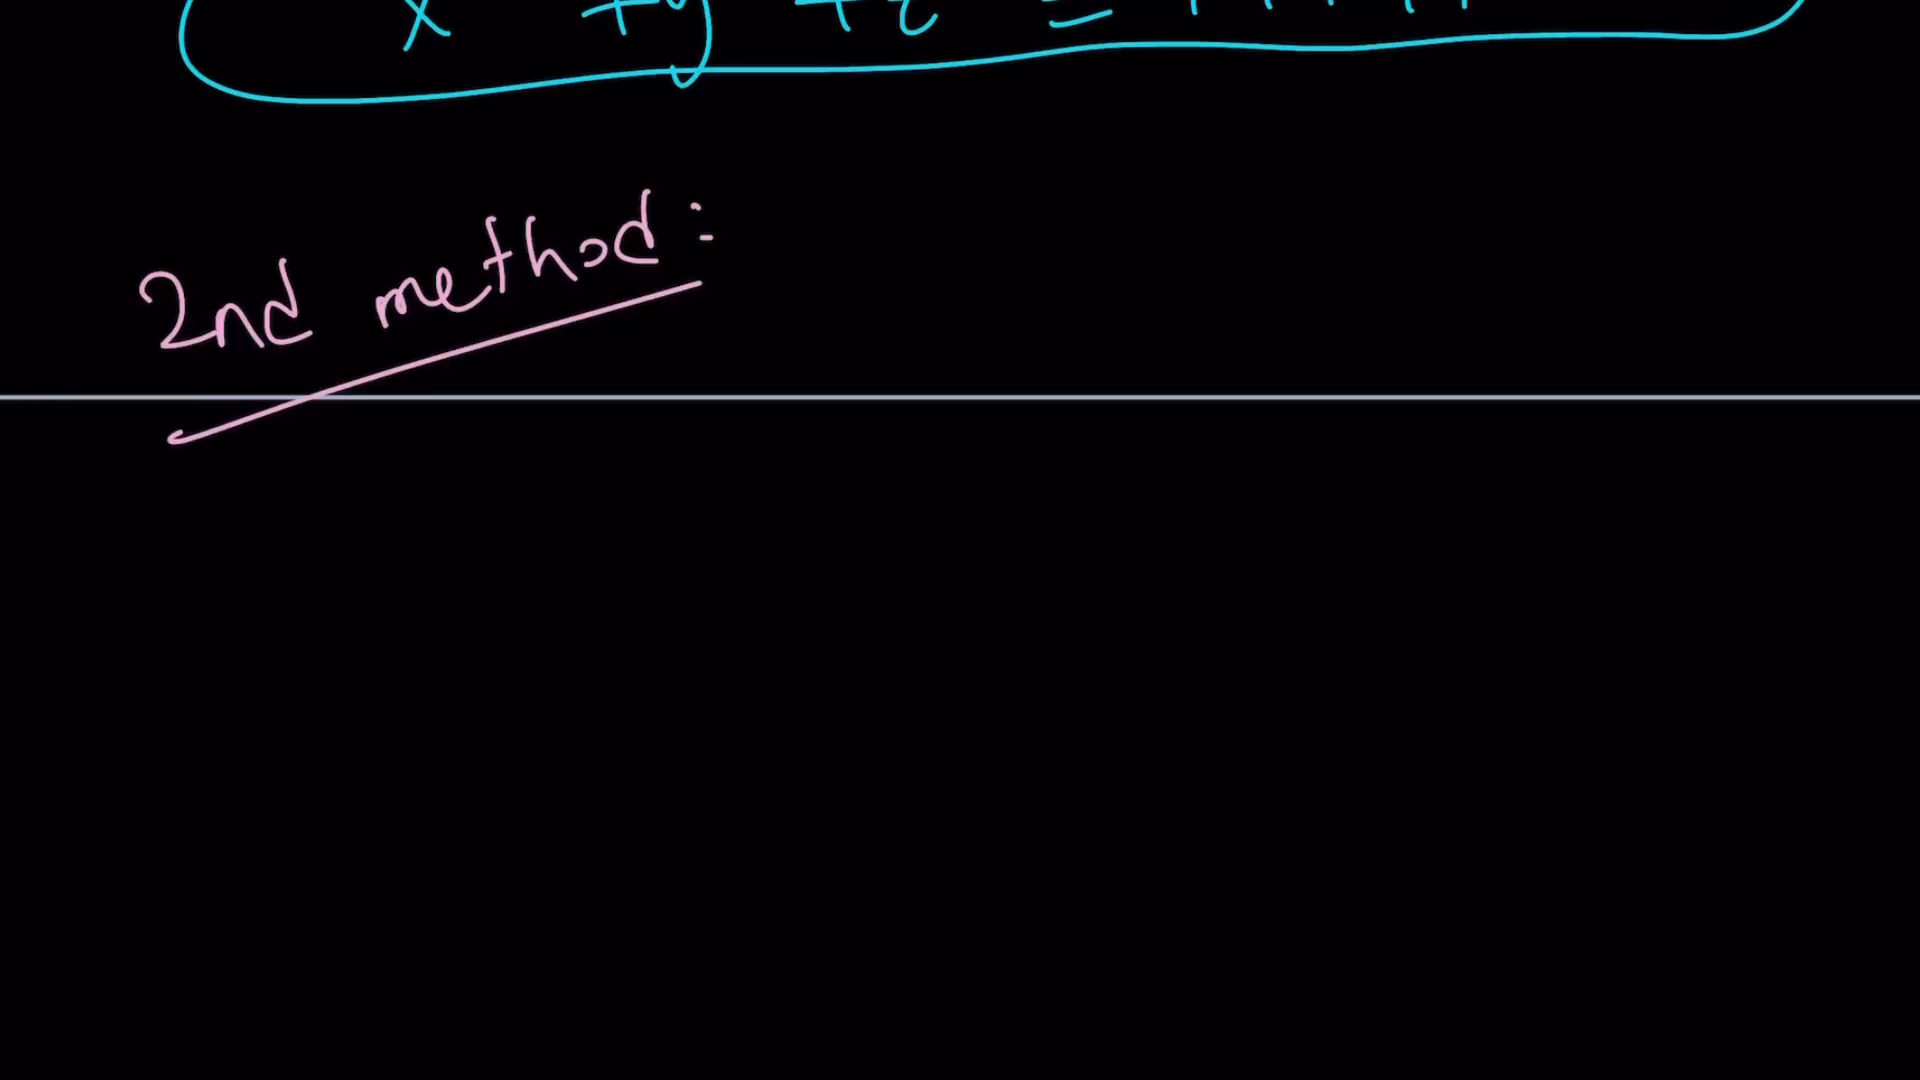 x + y + z =
2nd method: